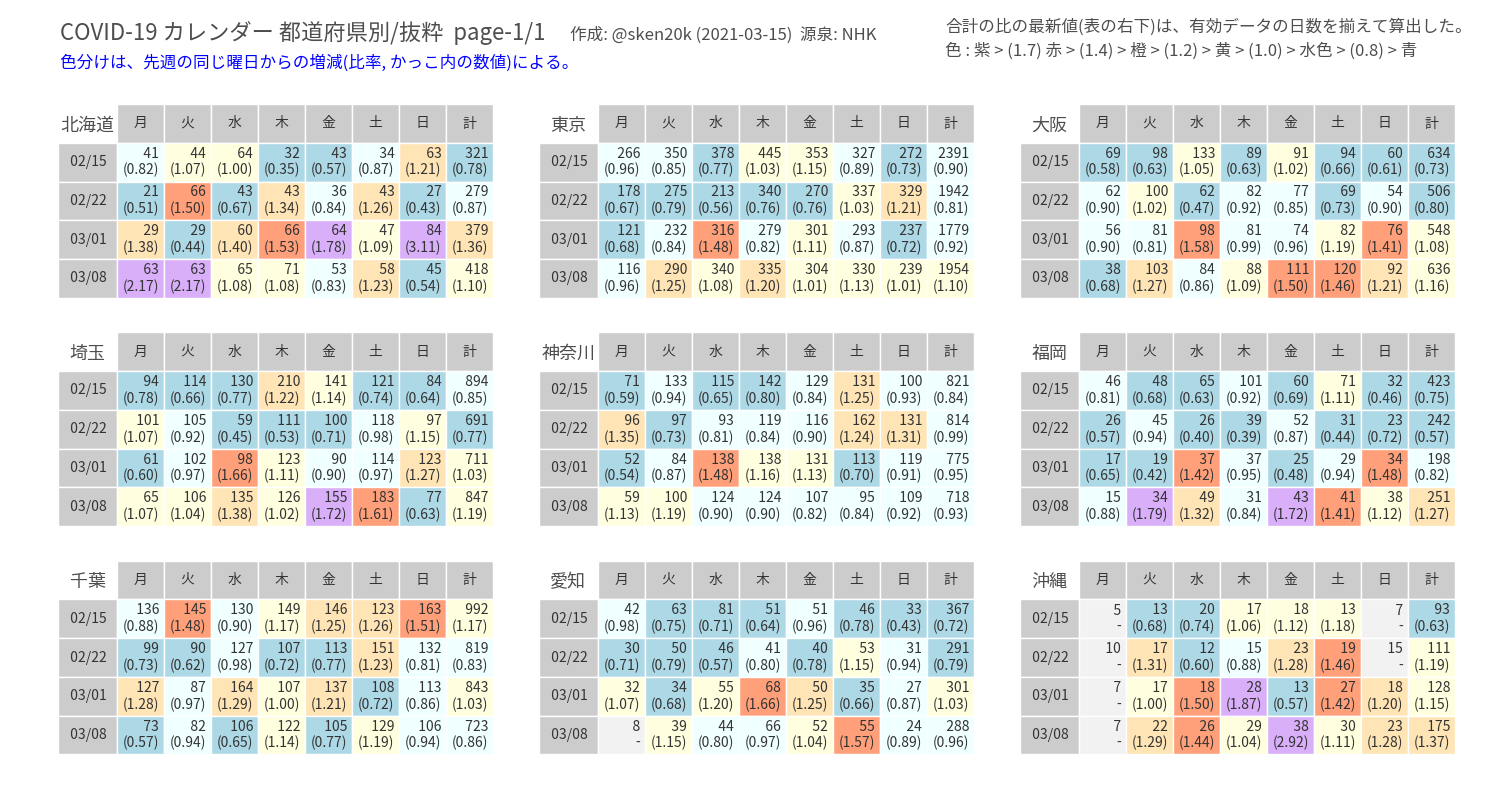 COVID-19 カレンダー 都道府県別/抜粋 page-1/1 作成: @sken20k (2021-03-15) 源泉: NHK
合計の比の最新値(表の右下)は、有効データの日数を揃えて算出した。
色分けは、先週の同じ曜日からの増減(比率, かっこ内の数値)による。
色 : 紫 > (1.7) 赤 > (1.4) > 橙 > (1.2) > 黄 > (1.0) > 水色 > (0.8) > 青
北海道 月 火 水 木 金 土 日 計
02/15 41 44 64 32 43 34 63 321
(0.82) (1.07) (1.00) (0.35) (0.57) (0.87) (1.21) (0.78)
02/22 21 66 43 43 36 43 27 279
(0.51) (1.50) (0.67) (1.34) (0.84) (1.26) (0.43) (0.87)
03/01 29 29 60 66 64 47 84 379
(1.38) (0.44) (1.40) (1.53) (1.78) (1.09) (3.11) (1.36)
03/08 63 63 65 71 53 58 45 418
(2.17) (2.17) (1.08) (1.08) (0.83) (1.23) (0.54) (1.10)
東京 月 火 水 木 金 土 日 計
02/15 266 350 378 445 353 327 272 2391
(0.96) (0.85) (0.77) (1.03) (1.15) (0.89) (0.73) (0.90)
02/22 178 275 213 340 270 337 329 1942
(0.67) (0.79) (0.56) (0.76) (0.76) (1.03) (1.21) (0.81)
03/01 121 232 316 279 301 293 237 1779
(0.68) (0.84) (1.48) (0.82) (1.11) (0.87) (0.72) (0.92)
03/08 116 290 340 335 304 330 239 1954
(0.96) (1.25) (1.08) (1.20) (1.01) (1.13) (1.01) (1.10)
大阪 月 火 水 木 金 土 日 計
02/15 69 98 133 89 91 94 60 634
(0.58) (0.63) (1.05) (0.63) (1.02) (0.66) (0.61) (0.73)
02/22 62 100 62 82 77 69 54 506
(0.90) (1.02) (0.47) (0.92) (0.85) (0.73) (0.90) (0.80)
03/01 56 81 98 81 74 82 76 548
(0.90) (0.81) (1.58) (0.99) (0.96) (1.19) (1.41) (1.08)
03/08 38 103 84 88 111 120 92 636
(0.68) (1.27) (0.86) (1.09) (1.50) (1.46) (1.21) (1.16)
埼玉 月 火 水 木 金 土 日 計
02/15 94 114 130 210 141 121 84 894
(0.78) (0.66) (0.77) (1.22) (1.14) (0.74) (0.64) (0.85)
02/22 101 105 59 111 100 118 97 691
(1.07) (0.92) (0.45) (0.53) (0.71) (0.98) (1.15) (0.77)
03/01 61 102 98 123 90 114 123 711
(0.60) (0.97) (1.66) (1.11) (0.90) (0.97) (1.27) (1.03)
03/08 65 106 135 126 155 183 77 847
(1.07) (1.04) (1.38) (1.02) (1.72) (1.61) (0.63) (1.19)
神奈川 月 火 水 木 金 土 日 計
02/15 71 133 115 142 129 131 100 821
(0.59) (0.94) (0.65) (0.80) (0.84) (1.25) (0.93) (0.84)
02/22 96 97 93 119 116 162 131 814
(1.35) (0.73) (0.81) (0.84) (0.90) (1.24) (1.31) (0.99)
03/01 52 84 138 138 131 113 119 775
(0.54) (0.87) (1.48) (1.16) (1.13) (0.70) (0.91) (0.95)
03/08 59 100 124 124 107 95 109 718
(1.13) (1.19) (0.90) (0.90) (0.82) (0.84) (0.92) (0.93)
福岡 月 火 水 木 金 土 日 計
02/15 46 48 65 101 60 71 32 423
(0.81) (0.68) (0.63) (0.92) (0.69) (1.11) (0.46) (0.75)
02/22 26 45 26 39 52 31 23 242
(0.57) (0.94) (0.40) (0.39) (0.87) (0.44) (0.72) (0.57)
03/01 17 19 37 37 25 29 34 198
(0.65) (0.42) (1.42) (0.95) (0.48) (0.94) (1.48) (0.82)
03/08 15 34 49 31 43 41 38 251
(0.88) (1.79) (1.32) (0.84) (1.72) (1.41) (1.12) (1.27)
千葉 月 火 水 木 金 土 日 計
02/15 136 145 130 149 146 123 163 992
(0.88) (1.48) (0.90) (1.17) (1.25) (1.26) (1.51) (1.17)
02/22 99 90 127 107 113 151 132 819
(0.73) (0.62) (0.98) (0.72) (0.77) (1.23) (0.81) (0.83)
03/01 127 87 164 107 137 108 113 843
(1.28) (0.97) (1.29) (1.00) (1.21) (0.72) (0.86) (1.03)
03/08 73 82 106 122 105 129 106 723
(0.57) (0.94) (0.65) (1.14) (0.77) (1.19) (0.94) (0.86)
愛知 月 火 水 木 金 土 日 計
02/15 42 63 81 51 51 46 33 367
(0.98) (0.75) (0.71) (0.64) (0.96) (0.78) (0.43) (0.72)
02/22 30 50 46 41 40 53 31 291
(0.71) (0.79) (0.57) (0.80) (0.78) (1.15) (0.94) (0.79)
03/01 32 34 55 68 50 35 27 301
(1.07) (0.68) (1.20) (1.66) (1.25) (0.66) (0.87) (1.03)
03/08 8 39 44 66 52 55 24 288
- (1.15) (0.80) (0.97) (1.04) (1.57) (0.89) (0.96)
沖縄 月 火 水 木 金 土 日 計
02/15 5 13 20 17 18 13 7 93
- (0.68) (0.74) (1.06) (1.12) (1.18) - (0.63)
02/22 10 17 12 15 23 19 15 111
- (1.31) (0.60) (0.88) (1.28) (1.46) - (1.19)
03/01 7 17 18 28 13 27 18 128
- (1.00) (1.50) (1.87) (0.57) (1.42) (1.20) (1.15)
03/08 7 22 26 29 38 30 23 175
- (1.29) (1.44) (1.04) (2.92) (1.11) (1.28) (1.37)